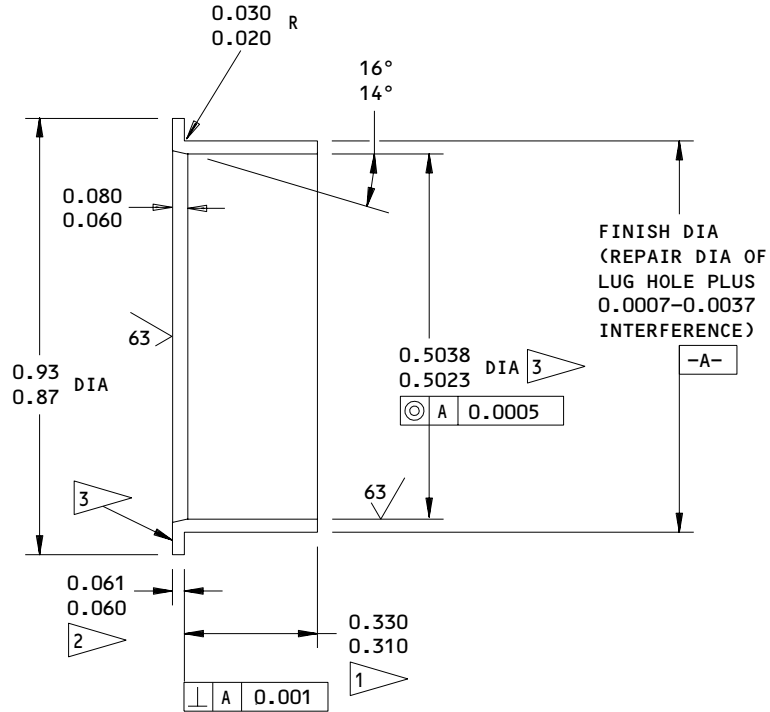 0.030
0.020 R
16°
14°
0.080
0.060
FINISH DIA
(REPAIR DIA OF
LUG HOLE PLUS
0.0007-0.0037
INTERFERENCE)
-A-
63
0.93
0.87 DIA
0.5038
0.5023 DIA 3
◎ A 0.0005
63
3
0.061
0.060
2
0.330
0.310
1
⊥ A 0.001